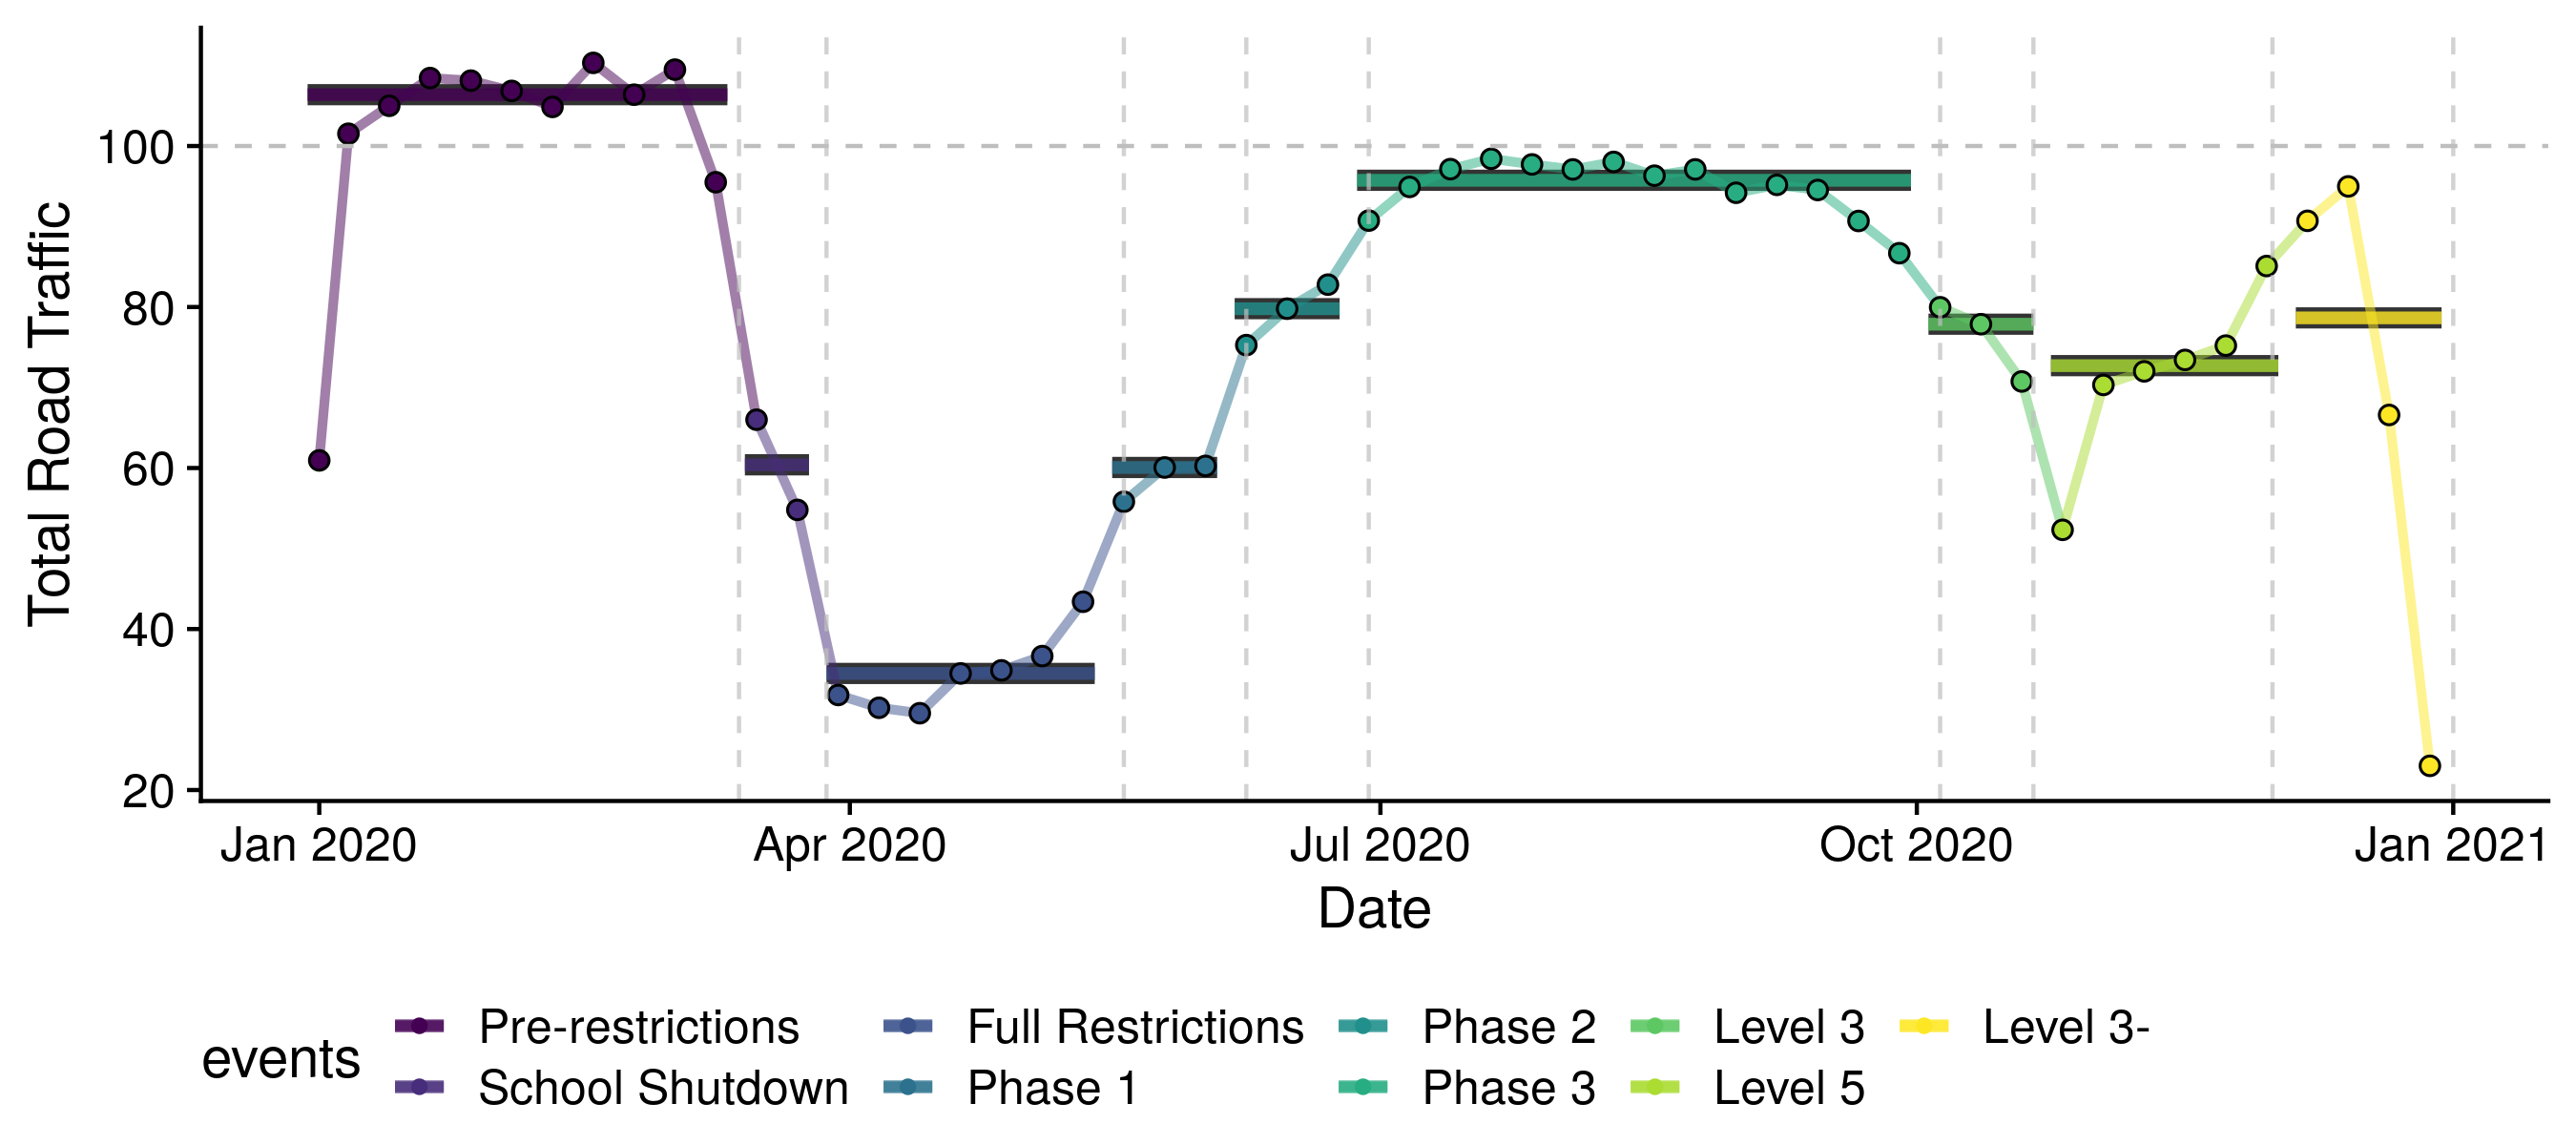 Total Road Traffic
100
80
60
40
20
Jan 2020 Apr 2020 Jul 2020 Oct 2020 Jan 2021
Date
events
Pre-restrictions Full Restrictions Phase 2 Level 3 Level 3-
School Shutdown Phase 1 Phase 3 Level 5